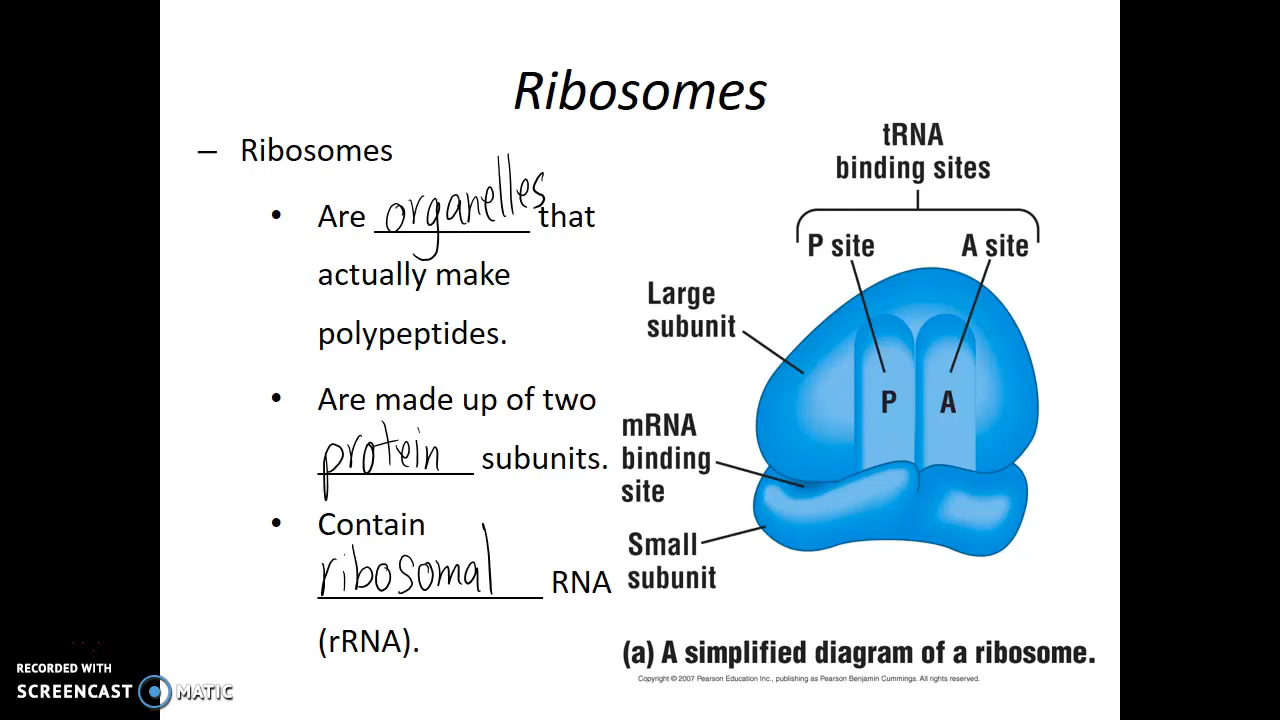 Ribosomes
– Ribosomes
• Are organelles that
actually make
polypeptides.
• Are made up of two
protein subunits.
• Contain
ribosomal RNA
(rRNA).
tRNA
binding sites
P site
A site
Large
subunit
P
A
mRNA
binding
site
Small
subunit
(a) A simplified diagram of a ribosome.
Copyright © 2007 Pearson Education Inc., publishing as Pearson Benjamin Cummings. All rights reserved.
RECORDED WITH
SCREENCAST MATIC